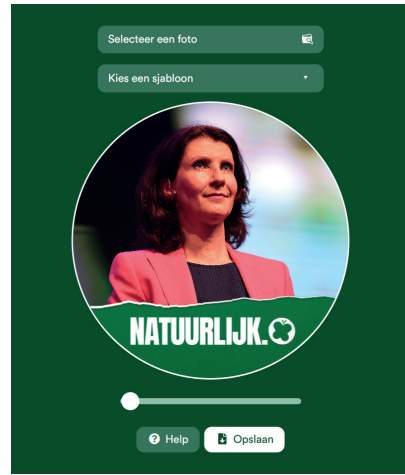 Selecteer een foto
Kies een sjabloon
NATUURLIJK.
Help
Opslaan